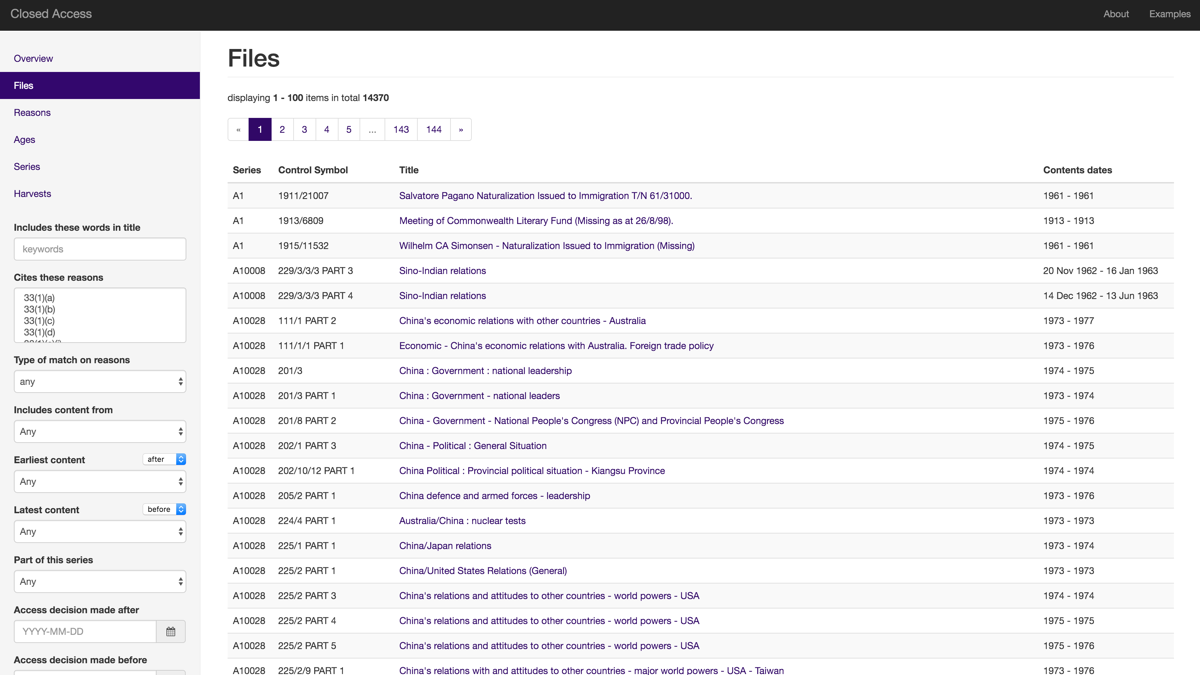 Closed Access About Examples
Overview
Files
Reasons
Ages
Series
Harvests
Includes these words in title
keywords
Cites these reasons
33(1)(a)
33(1)(b)
33(1)(c)
33(1)(d)
Type of match on reasons
any
Includes content from
Any
Earliest content after
Any
Latest content before
Any
Part of this series
Any
Access decision made after
YYYY-MM-DD
Access decision made before
Files
displaying 1 - 100 items in total 14370
« 1 2 3 4 5 ... 143 144 »
Series Control Symbol Title Contents dates
A1 1911/21007 Salvatore Pagano Naturalization Issued to Immigration T/N 61/31000. 1961 - 1961
A1 1913/6809 Meeting of Commonwealth Literary Fund (Missing as at 26/8/98). 1913 - 1913
A1 1915/11532 Wilhelm CA Simonsen - Naturalization Issued to Immigration (Missing) 1961 - 1961
A10008 229/3/3/3 PART 3 Sino-Indian relations 20 Nov 1962 - 16 Jan 1963
A10008 229/3/3/3 PART 4 Sino-Indian relations 14 Dec 1962 - 13 Jun 1963
A10028 111/1 PART 2 China's economic relations with other countries - Australia 1973 - 1977
A10028 111/1/1 PART 1 Economic - China's economic relations with Australia. Foreign trade policy 1973 - 1976
A10028 201/3 China : Government : national leadership 1974 - 1975
A10028 201/3 PART 1 China : Government - national leaders 1973 - 1974
A10028 201/8 PART 2 China - Government - National People's Congress (NPC) and Provincial People's Congress 1975 - 1976
A10028 202/1 PART 3 China - Political : General Situation 1974 - 1975
A10028 202/10/12 PART 1 China Political : Provincial political situation - Kiangsu Province 1974 - 1974
A10028 205/2 PART 1 China defence and armed forces - leadership 1973 - 1976
A10028 224/4 PART 1 Australia/China : nuclear tests 1973 - 1973
A10028 225/1 PART 1 China/Japan relations 1973 - 1974
A10028 225/2 PART 1 China/United States Relations (General) 1973 - 1973
A10028 225/2 PART 3 China's relations and attitudes to other countries - world powers - USA 1974 - 1974
A10028 225/2 PART 4 China's relations and attitudes to other countries - world powers - USA 1975 - 1975
A10028 225/2 PART 5 China's relations and attitudes to other countries - world powers - USA 1975 - 1976
A10028 225/2/9 PART 1 China's relations with and attitudes to other countries - major world powers - USA - Taiwan 1973 - 1976